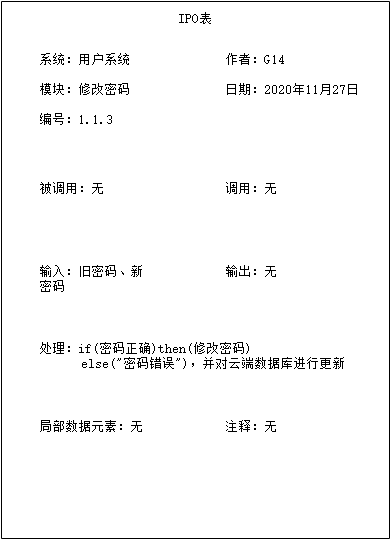 IPO表
系统：用户系统 作者：G14
模块：修改密码 日期：2020年11月27日
编号：1.1.3
被调用：无 调用：无
输入：旧密码、新 输出：无
密码
处理：if(密码正确)then(修改密码)
else("密码错误")，并对云端数据库进行更新
局部数据元素：无 注释：无